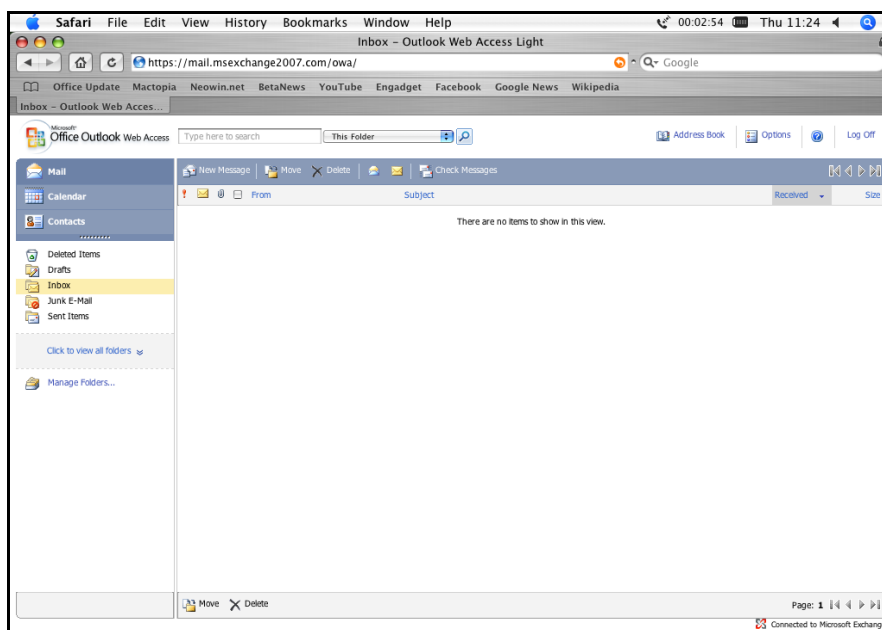 Safari File Edit View History Bookmarks Window Help 00:02:54 Thu 11:24
Inbox – Outlook Web Access Light
https://mail.msexchange2007.com/owa/ Google
Office Update Mactopia Neowin.net BetaNews YouTube Engadget Facebook Google News Wikipedia
Inbox – Outlook Web Acces...
Microsoft
Office Outlook Web Access Type here to search This Folder Address Book Options Log Off
Mail New Message Move Delete Check Messages
Calendar From Subject Received Size
Contacts There are no items to show in this view.
Deleted Items
Drafts
Inbox
Junk E-Mail
Sent Items
Click to view all folders
Manage Folders...
Move Delete Page: 1
Connected to Microsoft Exchang